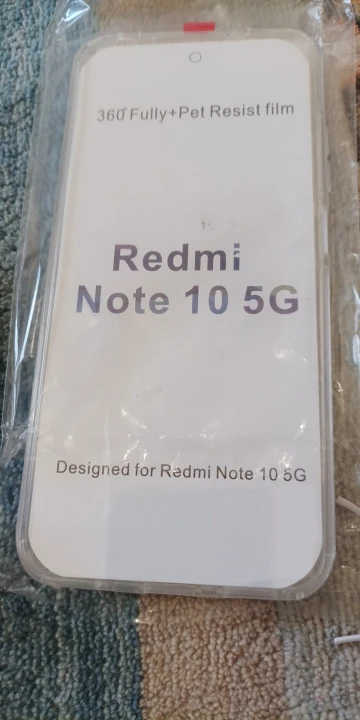 360° Fully+Pet Resist film
Redmi
Note 10 5G
Designed for Redmi Note 10 5G